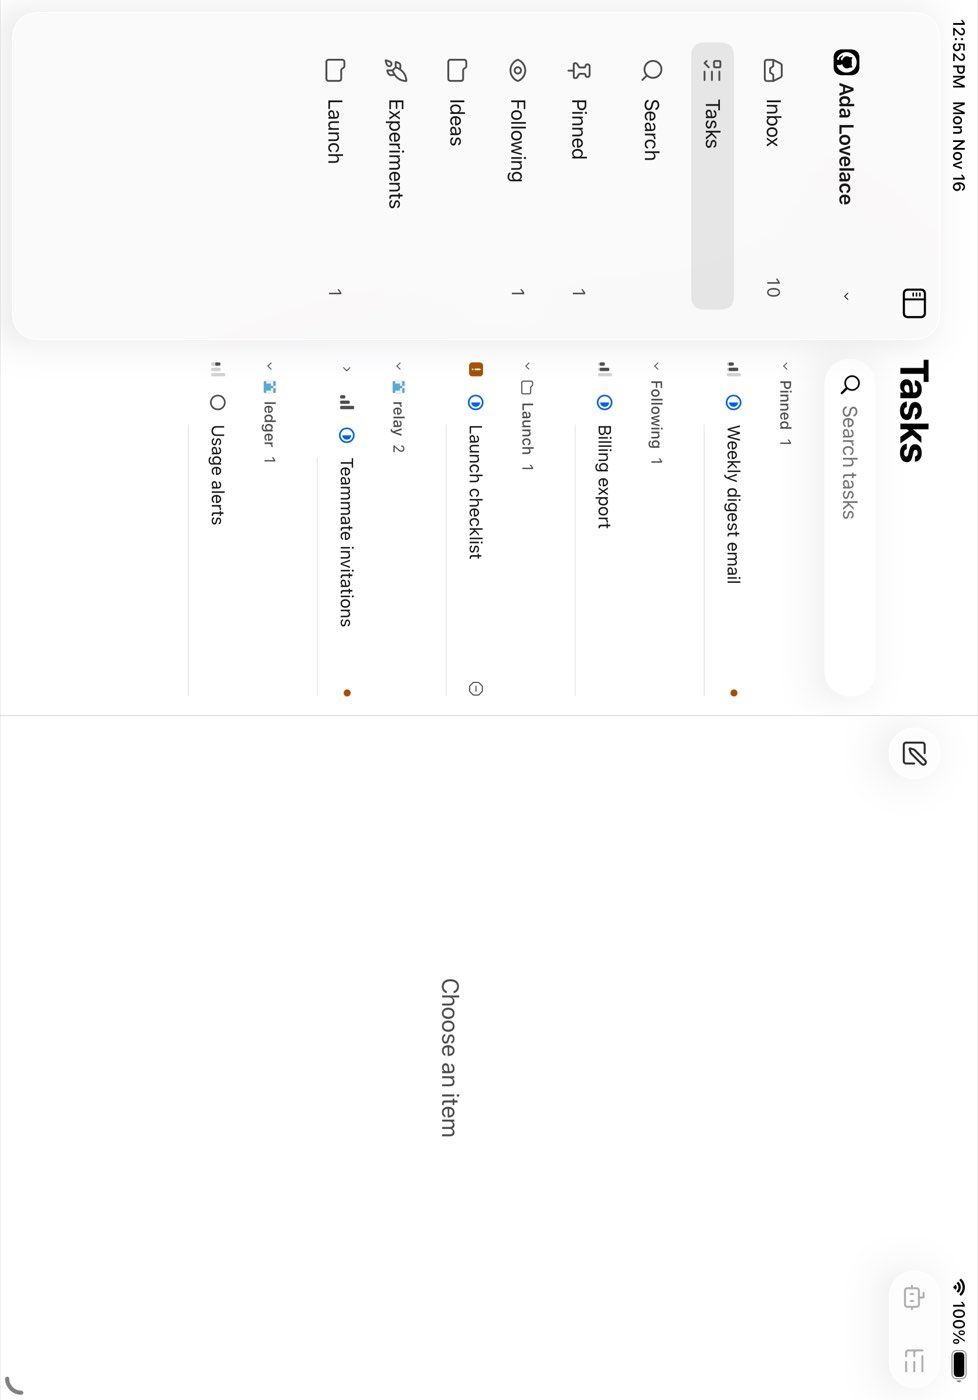 12:52 PM Mon Nov 16
100%
Ada Lovelace
Inbox 10
Tasks
Search
Pinned 1
Following 1
Ideas
Experiments
Launch 1
Tasks
Search tasks
Pinned 1
Weekly digest email
Following 1
Billing export
Launch 1
Launch checklist
relay 2
Teammate invitations
ledger 1
Usage alerts
Choose an item